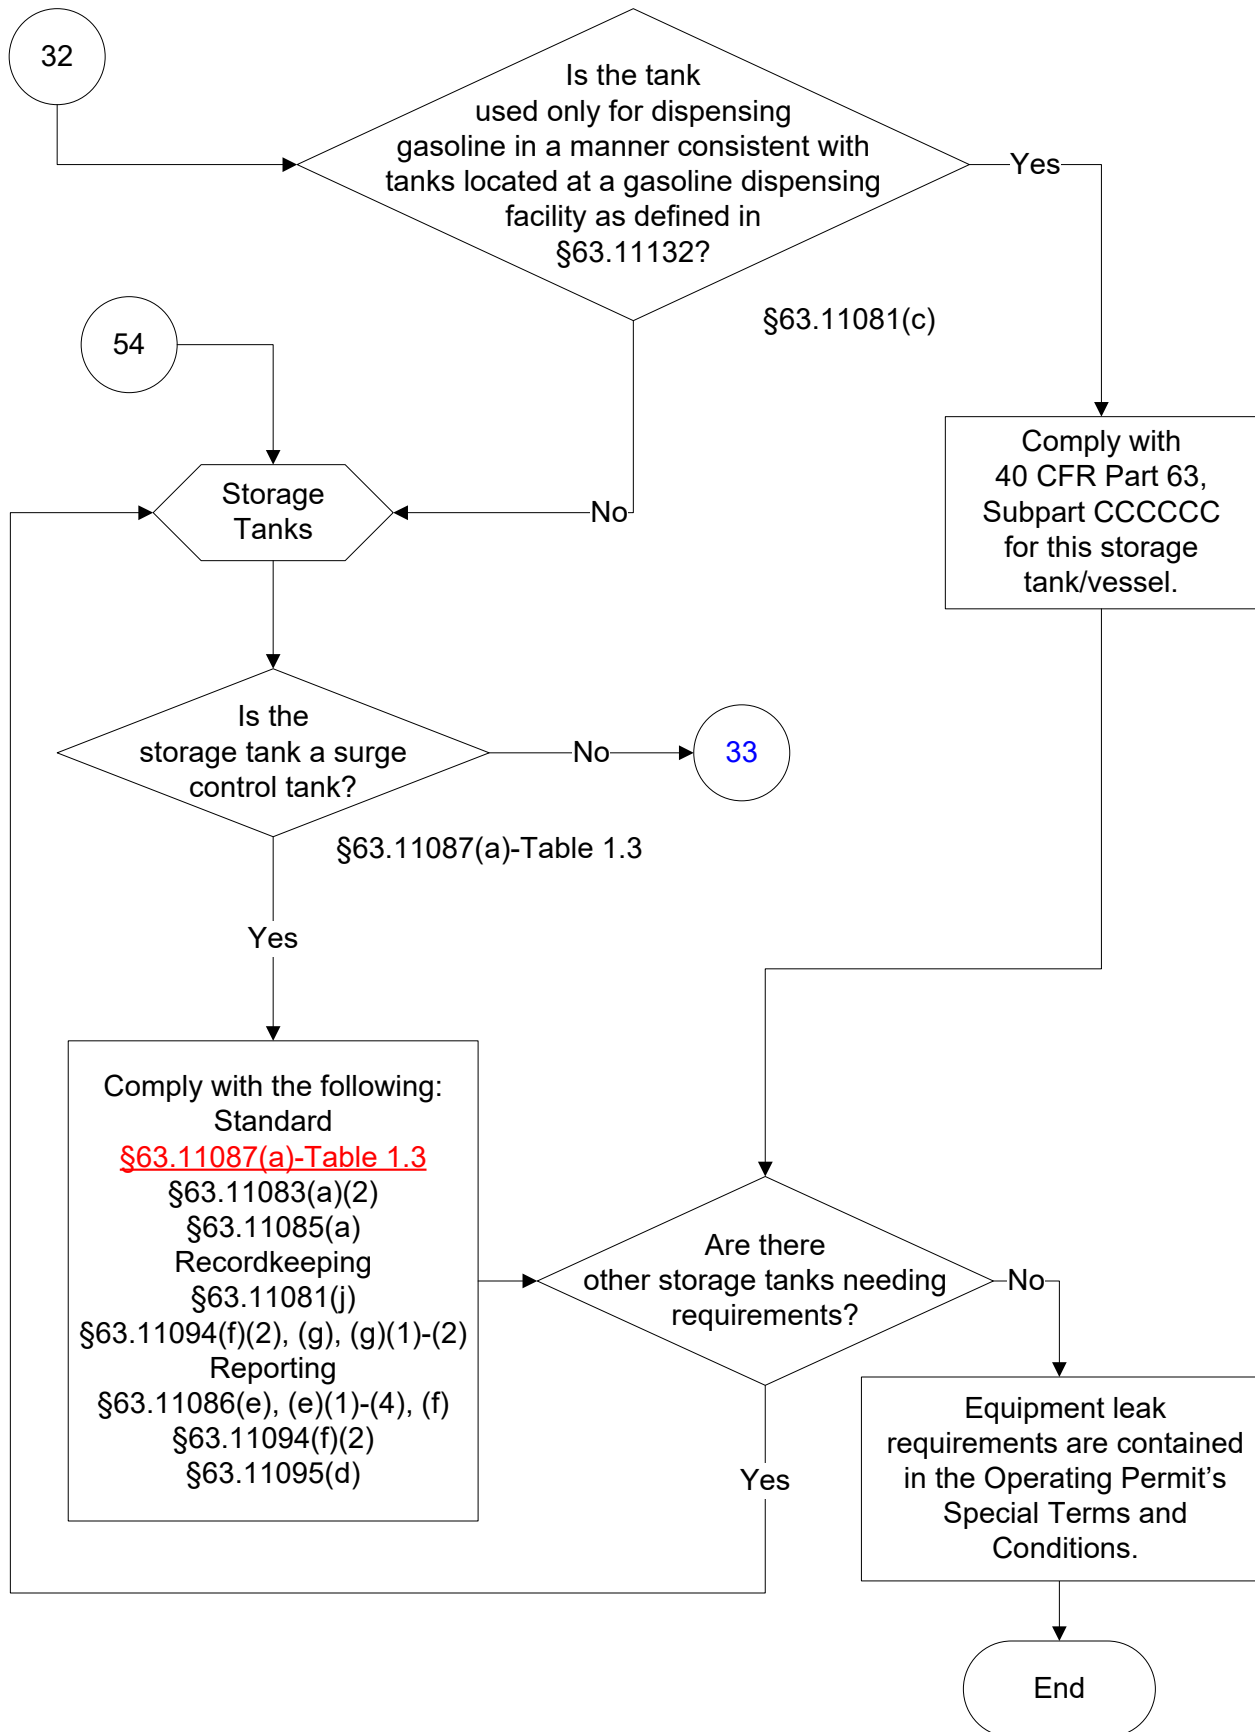 32
Is the tank
used only for dispensing
gasoline in a manner consistent with
tanks located at a gasoline dispensing
facility as defined in
§63.11132?
Yes
§63.11081(c)
54
Storage
Tanks
No
Comply with
40 CFR Part 63,
Subpart CCCCCC
for this storage
tank/vessel.
Is the
storage tank a surge
control tank?
No
33
§63.11087(a)-Table 1.3
Yes
Comply with the following:
Standard
§63.11087(a)-Table 1.3
§63.11083(a)(2)
§63.11085(a)
Recordkeeping
§63.11081(j)
§63.11094(f)(2), (g), (g)(1)-(2)
Reporting
§63.11086(e), (e)(1)-(4), (f)
§63.11094(f)(2)
§63.11095(d)
Are there
other storage tanks needing
requirements?
No
Yes
Equipment leak
requirements are contained
in the Operating Permit’s
Special Terms and
Conditions.
End